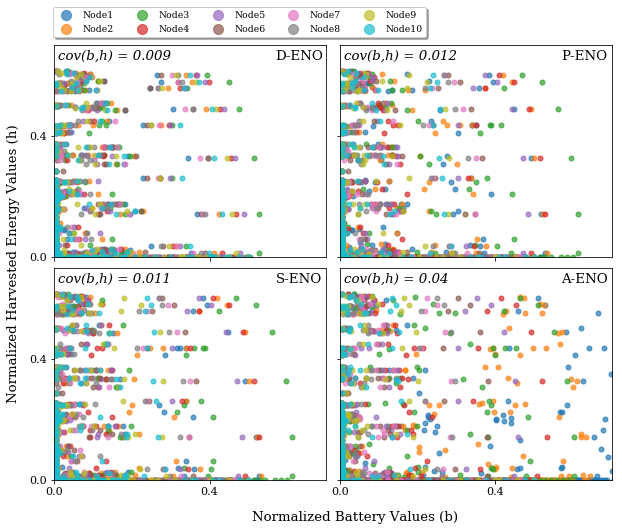 Node1 Node3 Node5 Node7 Node9
Node2 Node4 Node6 Node8 Node10
cov(b,h) = 0.009 D-ENO
cov(b,h) = 0.012 P-ENO
0.4
0.0
cov(b,h) = 0.011 S-ENO
cov(b,h) = 0.04 A-ENO
0.4
0.0
0.0 0.4 0.0 0.4
Normalized Harvested Energy Values (h)
Normalized Battery Values (b)